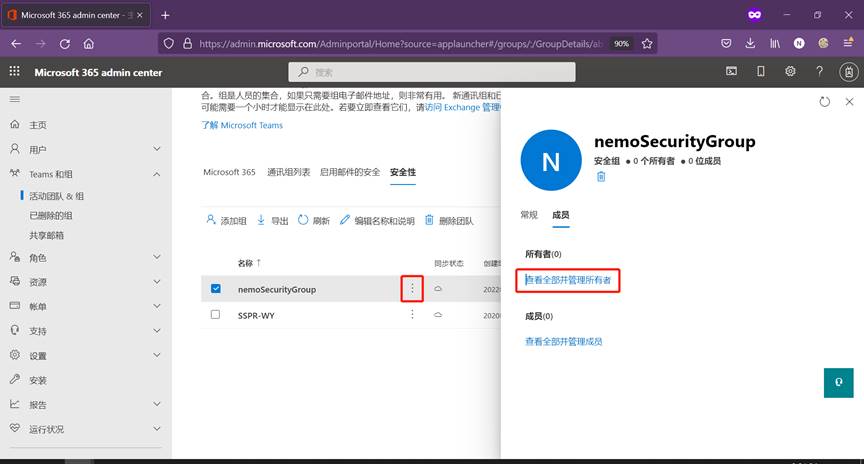 Microsoft 365 admin center - 主
https://admin.microsoft.com/Adminportal/Home?source=applauncher#/groups/:/GroupDetails/ab
90%
Microsoft 365 admin center
搜索
主页
用户
Teams 和组
活动团队 & 组
已删除的组
共享邮箱
角色
资源
帐单
支持
设置
安装
报告
运行状况
合。组是人员的集合，如果只需要组电子邮件地址，则非常有用。 新通讯组和已
可能需要一个小时才能显示在此处。若要立即查看它们，请访问 Exchange 管理
了解 Microsoft Teams
Microsoft 365 通讯组列表 启用邮件的安全 安全性
添加组 导出 刷新 编辑名称和说明 删除团队
名称 ↑ 同步状态 创建
nemoSecurityGroup 2022
SSPR-WY 2020
N
nemoSecurityGroup
安全组 ● 0 个所有者 ● 0 位成员
常规 成员
所有者(0)
查看全部并管理所有者
成员(0)
查看全部并管理成员